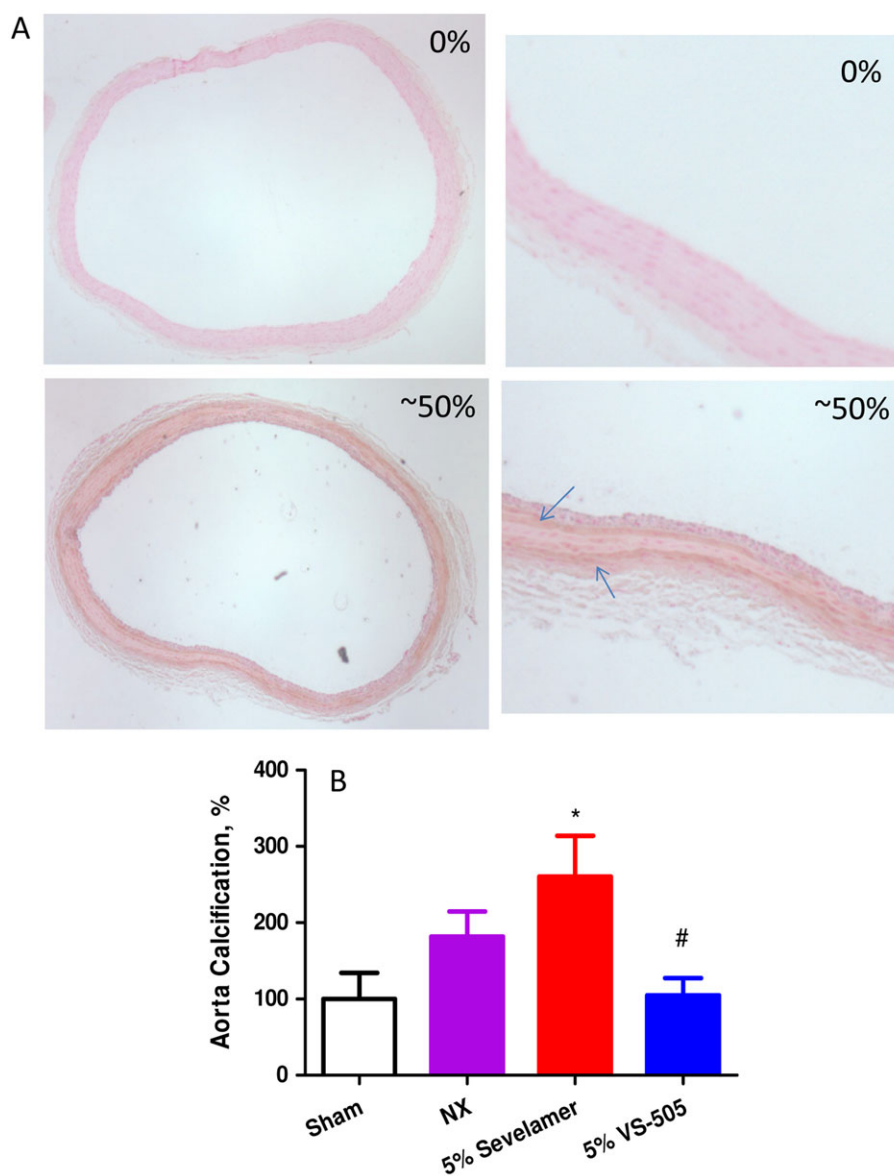 A
0%
0%
~50%
~50%
B
400
300
200
100
0
Aorta Calcification, %
*
#
Sham
NX
5% Sevelamer
5% VS-505